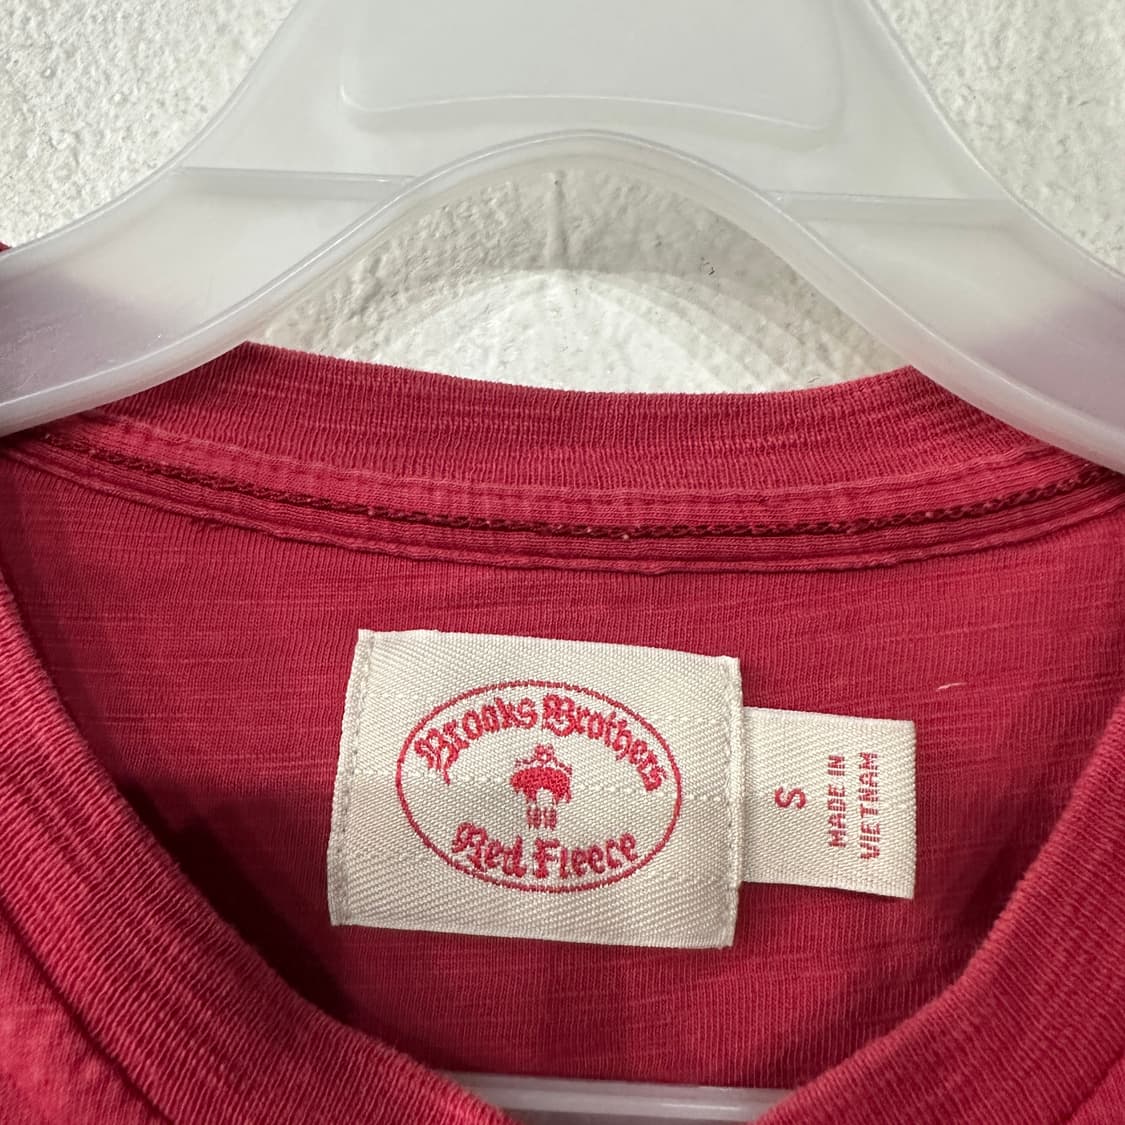 Brooks Brothers
1818
Red Fleece
S
MADE IN
VIETNAM